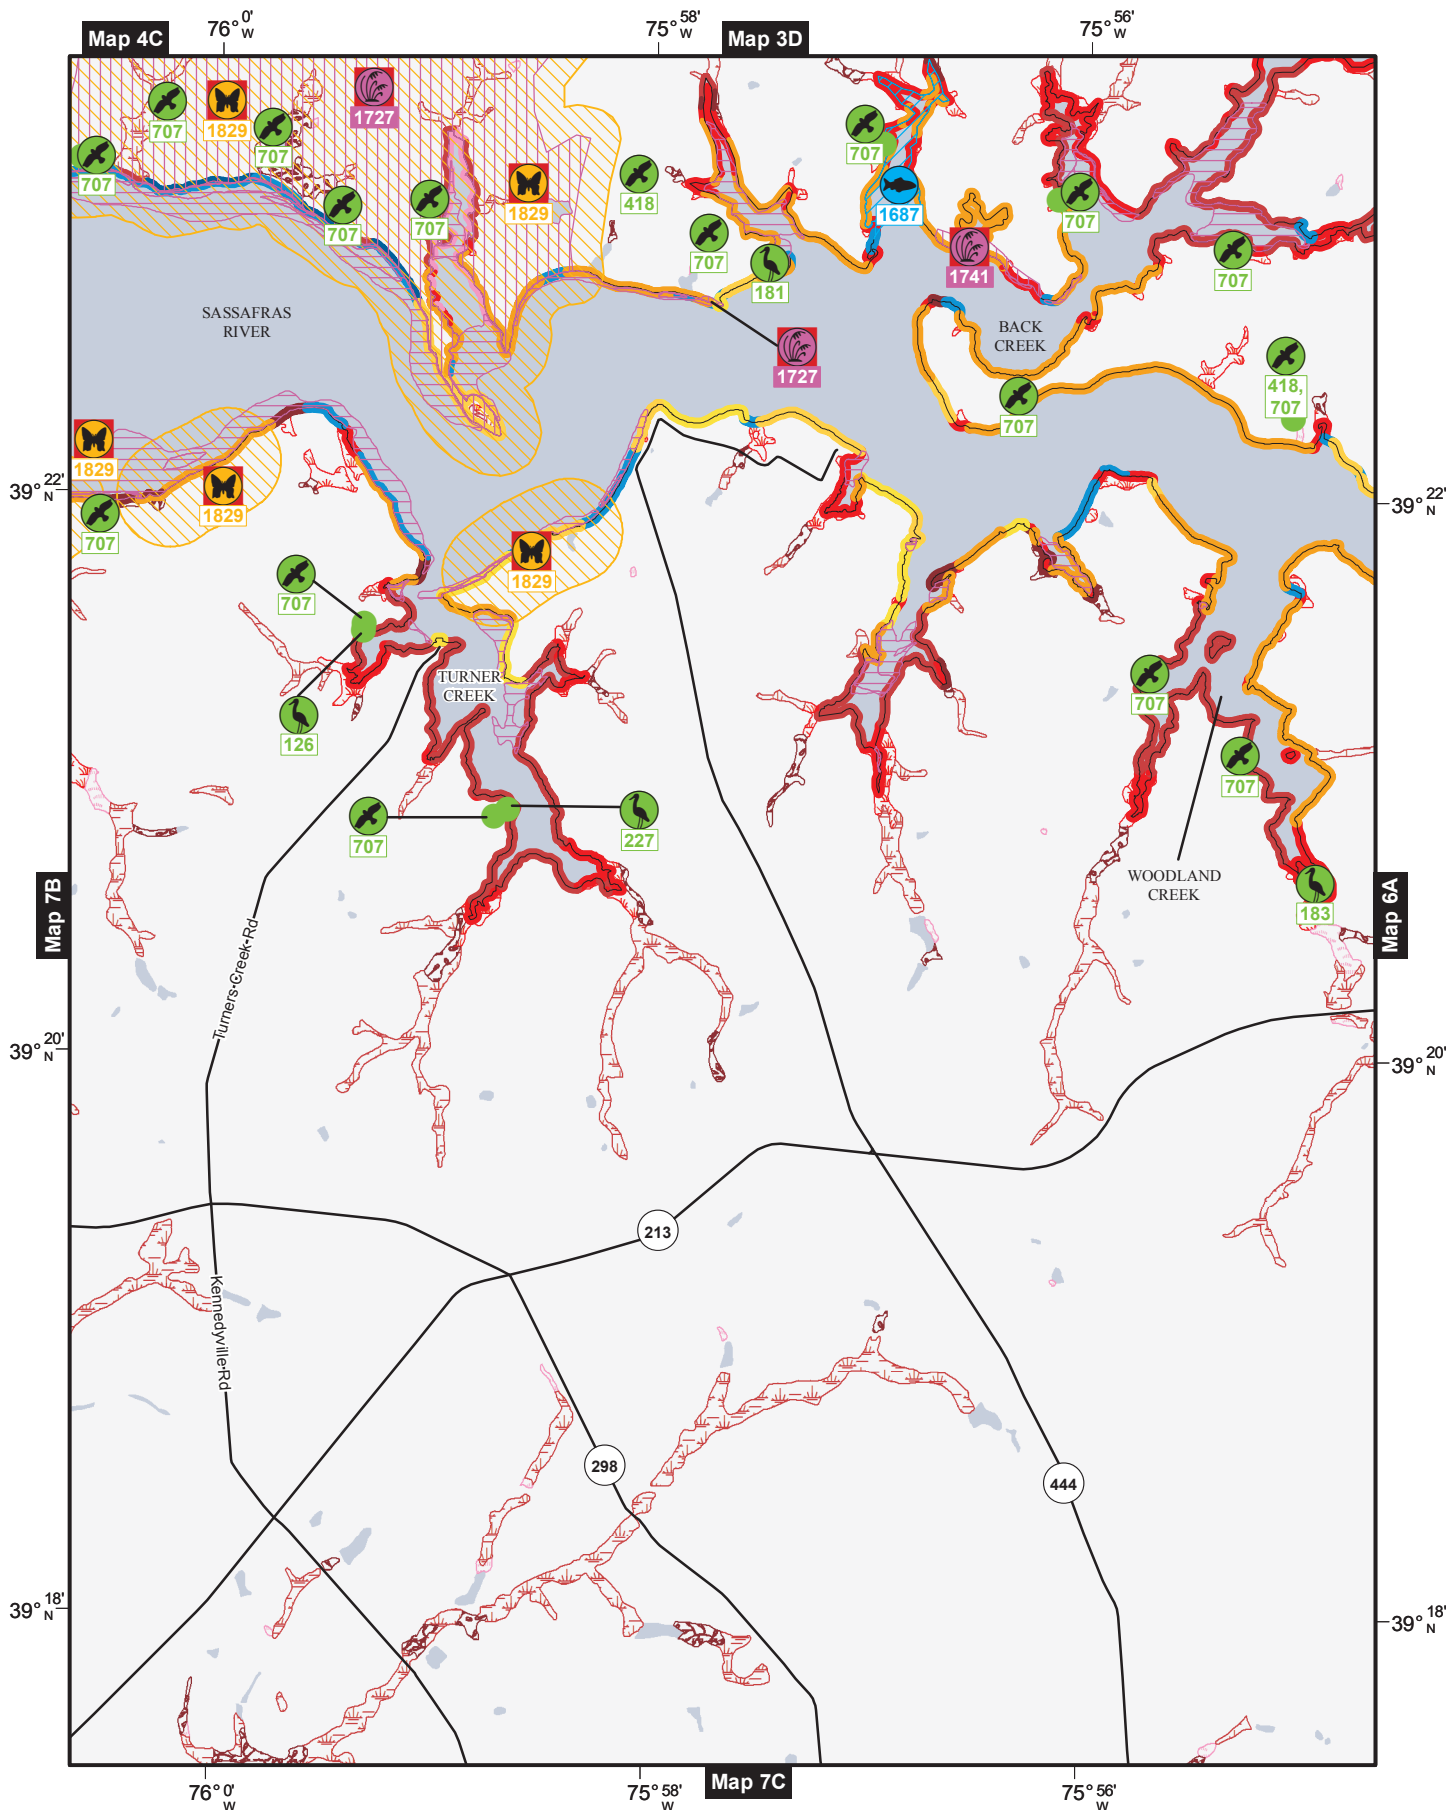 76° 0' W
75° 58' W
75° 56' W
Map 4C
Map 3D
707
1829
1727
707
707
707
707
1829
418
707
1687
707
707
181
1741
707
SASSAFRAS
RIVER
BACK
CREEK
1727
418,
707
707
1829
1829
39° 22' N
39° 22' N
707
1829
707
TURNER
CREEK
707
126
707
707
227
WOODLAND
CREEK
183
Map 7B
Map 6A
Turners Creek Rd
39° 20' N
39° 20' N
213
Kennedyville Rd
298
444
39° 18' N
39° 18' N
Map 7C
76° 0' W
75° 58' W
75° 56' W